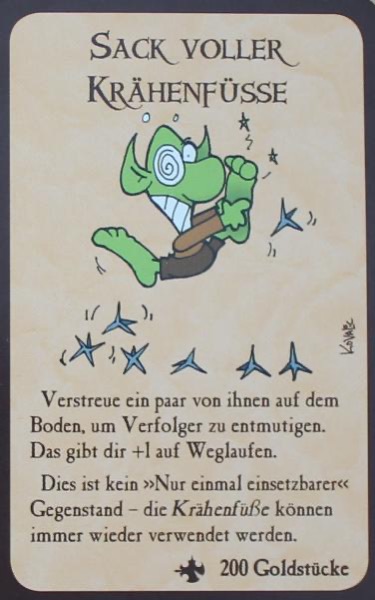 Sack voller
Krähenfüsse
Kovalic
Verstreue ein paar von ihnen auf dem
Boden, um Verfolger zu entmutigen.
Das gibt dir +1 auf Weglaufen.
Dies ist kein »Nur einmal einsetzbarer«
Gegenstand – die Krähenfüße können
immer wieder verwendet werden.
200 Goldstücke